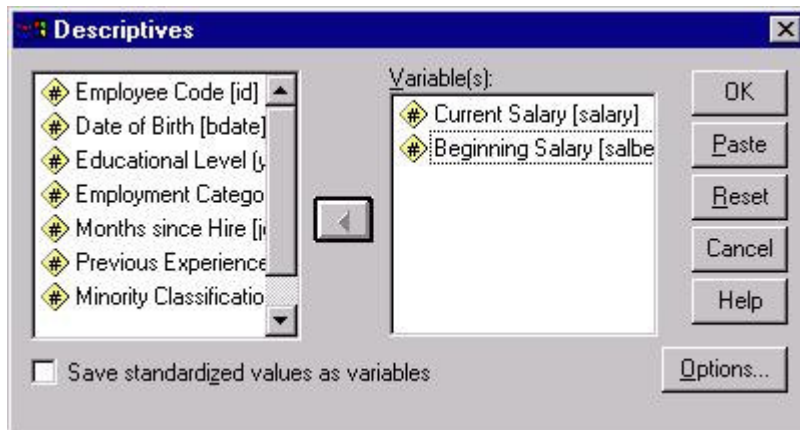 Descriptives
Employee Code [id]
Date of Birth [bdate]
Educational Level (y
Employment Catego
Months since Hire [jo
Previous Experience
Minority Classificatio
Variable(s):
Current Salary [salary]
Beginning Salary [salbe
OK
Paste
Reset
Cancel
Help
Save standardized values as variables
Options...